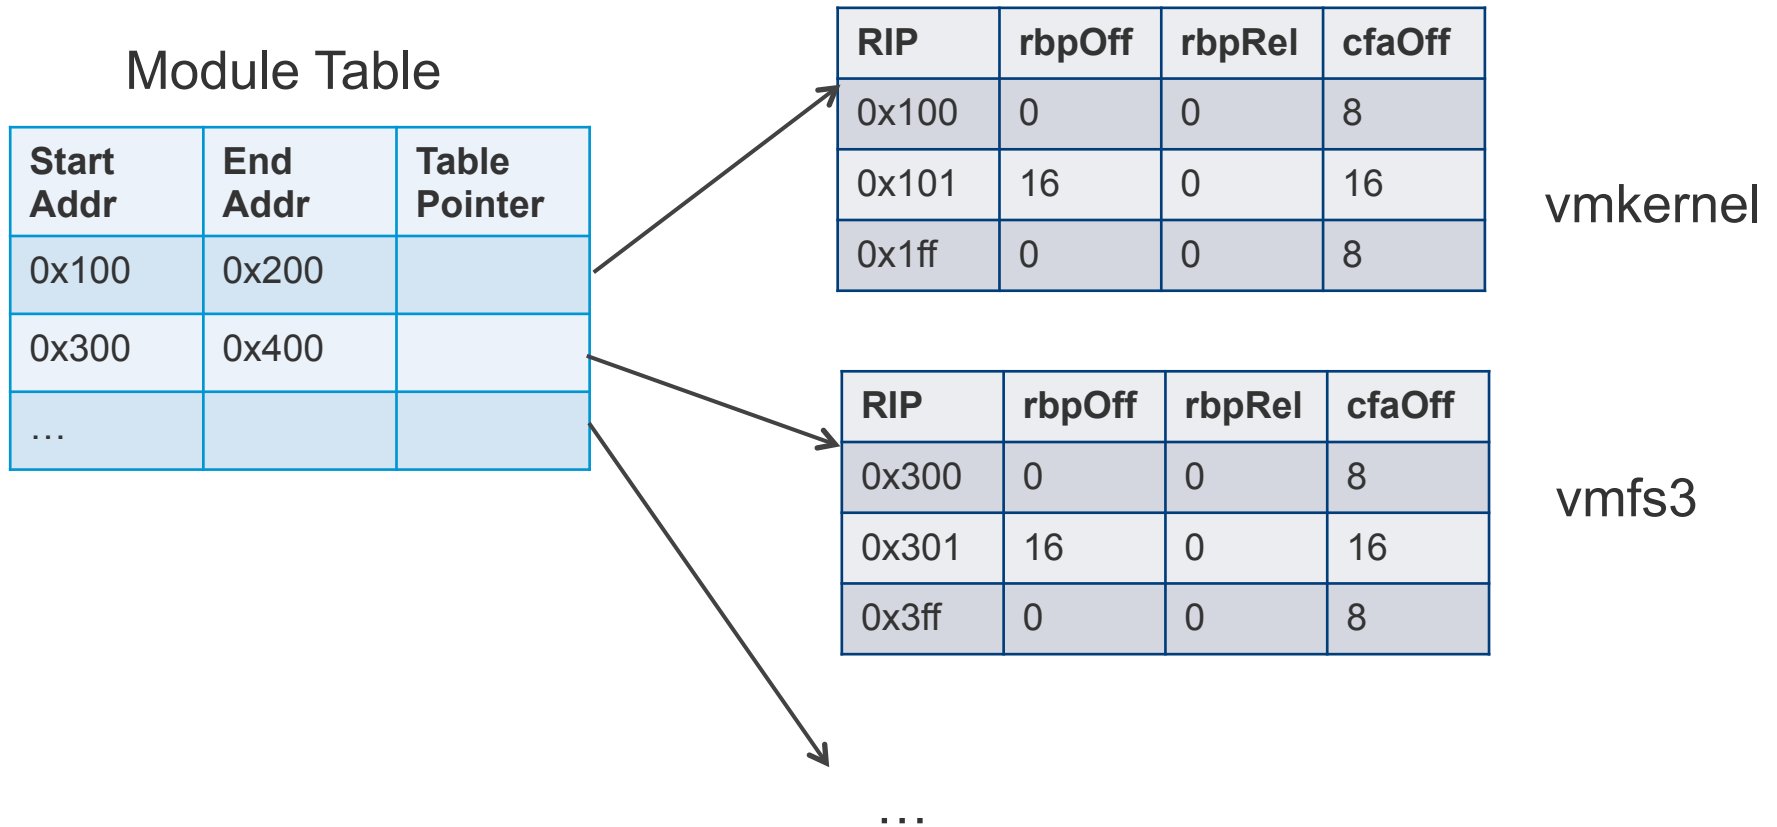 Module Table
Start Addr End Addr Table Pointer
0x100 0x200
0x300 0x400
…
RIP rbpOff rbpRel cfaOff
0x100 0 0 8
0x101 16 0 16
0x1ff 0 0 8
vmkernel
RIP rbpOff rbpRel cfaOff
0x300 0 0 8
0x301 16 0 16
0x3ff 0 0 8
vmfs3
…